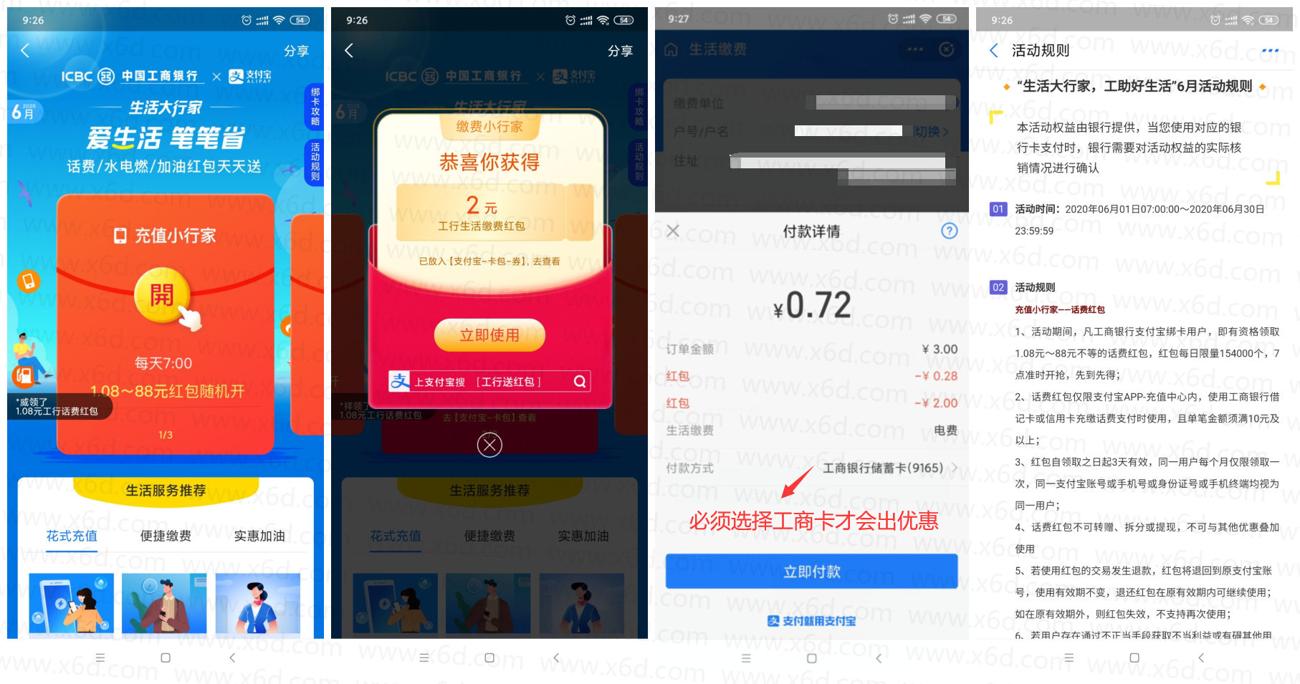 9:26
54
分享
ICBC 中国工商银行 × 支付宝 ALIPAY
2020
6月
生活大行家
爱生活 笔笔省
话费/水电燃/加油红包天天送
绑卡攻略
活动规则
充值小行家
開
每天7:00
1.08～88元红包随机开
*威领了
1.08元工行话费红包
1/3
生活服务推荐
花式充值 便捷缴费 实惠加油
9:26
54
分享
ICBC 中国工商银行 × 支付宝 ALIPAY
6月
生活大行家
绑卡攻略
活动规则
缴费小行家
恭喜你获得
2元
工行生活缴费红包
已放入【支付宝-卡包-券】，去查看
立即使用
支 上支付宝搜 [工行送红包]
1.08元工行话费红包
去【支付宝-卡包】查看
生活服务推荐
花式充值 便捷缴费 实惠加油
9:27
54
生活缴费
缴费单位
户号/户名 切换>
住址
付款详情
?
¥0.72
订单金额 ¥ 3.00
红包 -¥ 0.28
红包 -¥ 2.00
生活缴费 电费
付款方式 工商银行储蓄卡(9165)
必须选择工商卡才会出优惠
立即付款
支付就用支付宝
9:26
54
活动规则
“生活大行家，工助好生活”6月活动规则
本活动权益由银行提供，当您使用对应的银
行卡支付时，银行需要对活动权益的实际核
销情况进行确认
01 活动时间：2020年06月01日07:00:00～2020年06月30日
23:59:59
02 活动规则
充值小行家——话费红包
1、活动期间，凡工商银行支付宝绑卡用户，即有资格领取
1.08元～88元不等的话费红包，红包每日限量154000个，7
点准时开抢，先到先得；
2、话费红包仅限支付宝APP-充值中心内，使用工商银行借
记卡或信用卡充缴话费支付时使用，且单笔金额须满10元及
以上；
3、红包自领取之日起3天有效，同一用户每个月仅限领取一
次，同一支付宝账号或手机号或身份证号或手机终端均视为
同一用户；
4、话费红包不可转赠、拆分或提现，不可与其他优惠叠加
使用
5、若使用红包的交易发生退款，红包将退回到原支付宝账
号，使用有效期不变，退还红包在原有效期内可继续使用；
如在原有效期外，则红包失效，不支持再次使用；
6、若用户存在通过不正当手段获取不当利益或有碍其他用
www.x6d.com